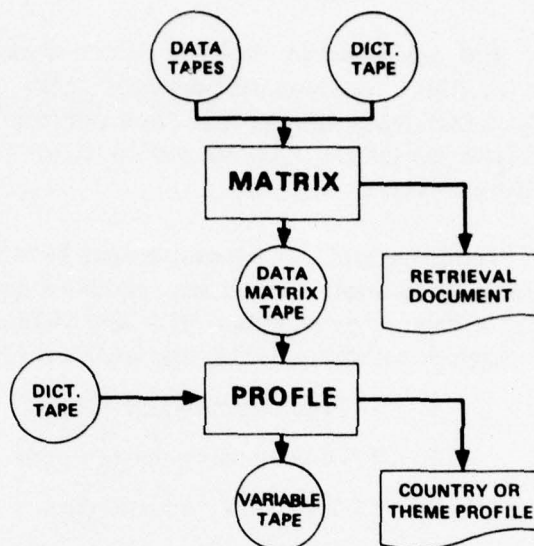 DATA
TAPES
DICT.
TAPE
MATRIX
DATA
MATRIX
TAPE
RETRIEVAL
DOCUMENT
DICT.
TAPE
PROFLE
VARIABLE
TAPE
COUNTRY OR
THEME PROFILE